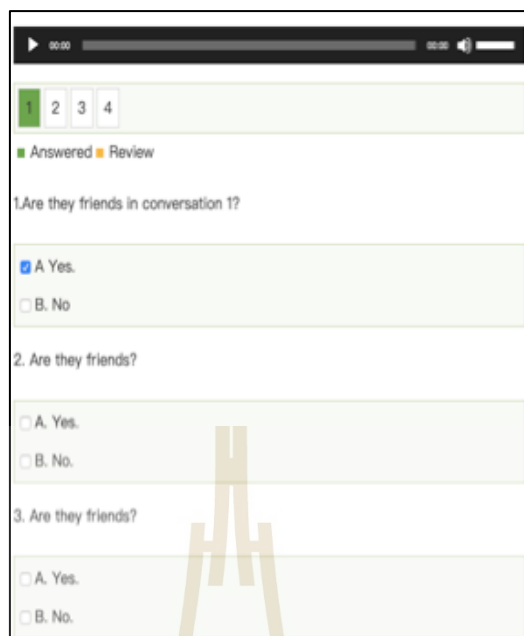 00:00 00:00
1 2 3 4
Answered Review
1.Are they friends in conversation 1?
A Yes.
B. No
2. Are they friends?
A. Yes.
B. No.
3. Are they friends?
A. Yes.
B. No.